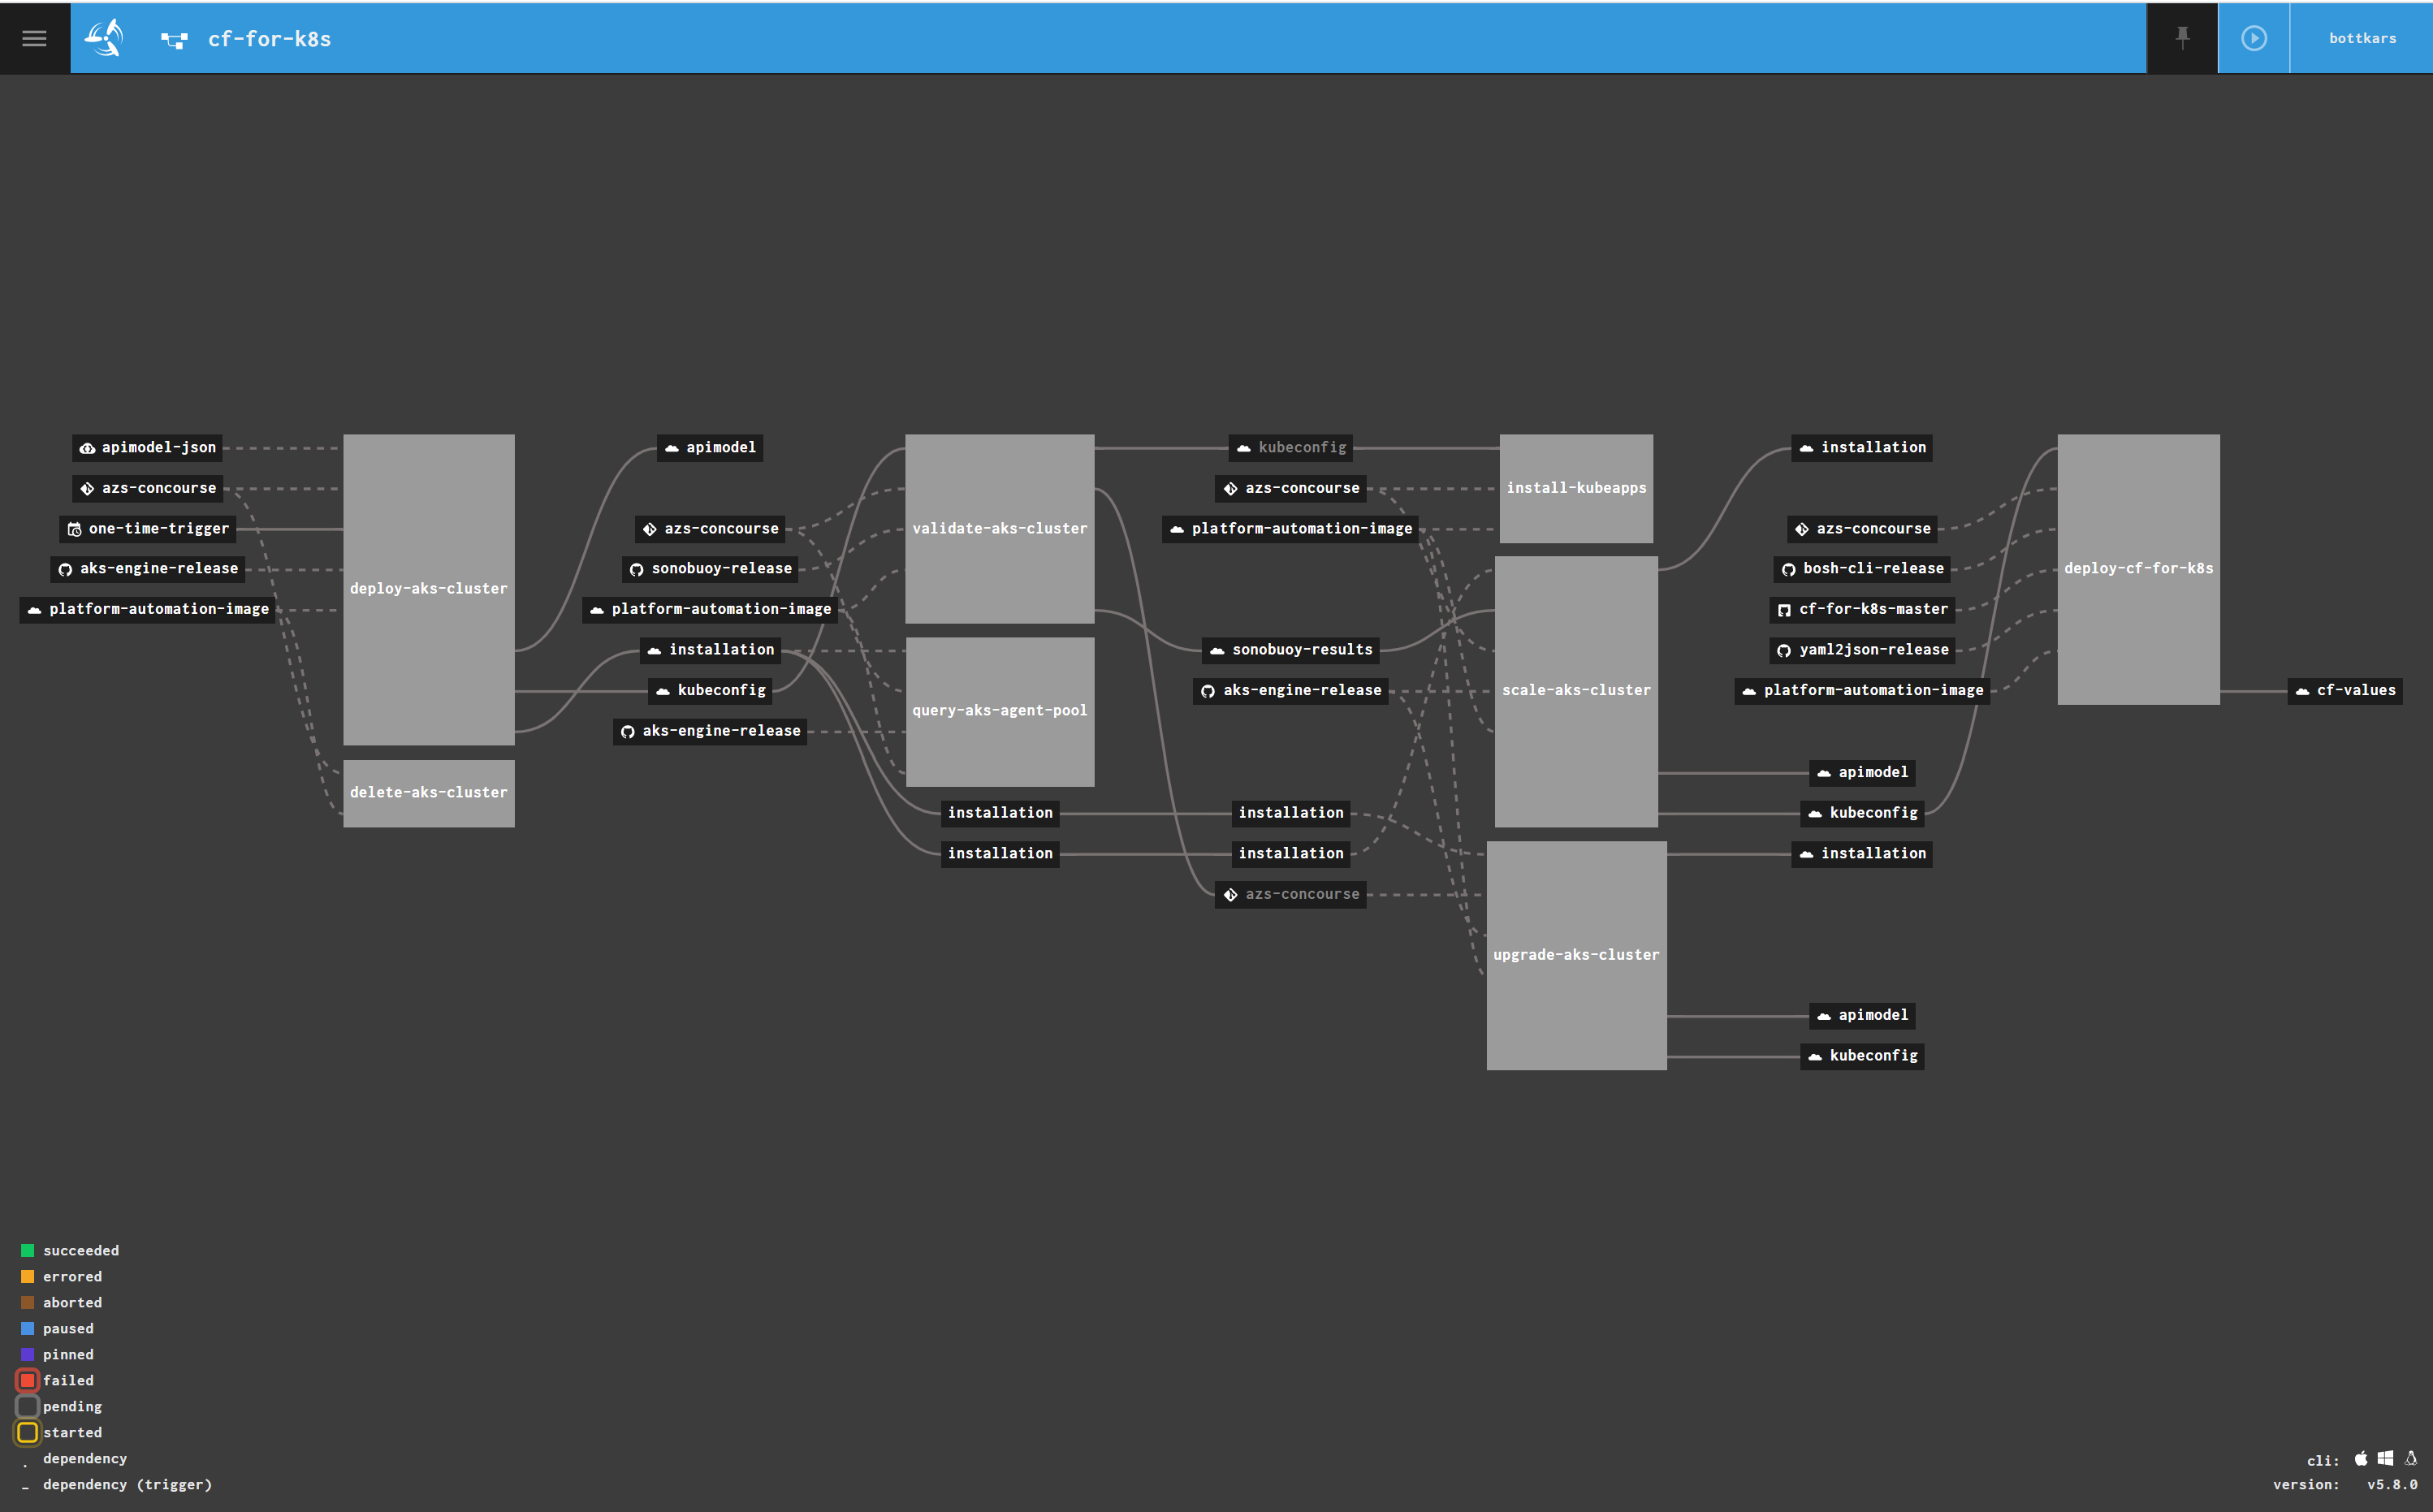 cf-for-k8s
bottkars
apimodel-json
azs-concourse
one-time-trigger
aks-engine-release
platform-automation-image
deploy-aks-cluster
delete-aks-cluster
apimodel
azs-concourse
sonobuoy-release
platform-automation-image
installation
kubeconfig
aks-engine-release
validate-aks-cluster
query-aks-agent-pool
installation
installation
kubeconfig
azs-concourse
platform-automation-image
sonobuoy-results
aks-engine-release
installation
installation
azs-concourse
install-kubeapps
scale-aks-cluster
upgrade-aks-cluster
installation
azs-concourse
bosh-cli-release
cf-for-k8s-master
yaml2json-release
platform-automation-image
apimodel
kubeconfig
installation
apimodel
kubeconfig
deploy-cf-for-k8s
cf-values
succeeded
errored
aborted
paused
pinned
failed
pending
started
dependency
dependency (trigger)
cli:
version: v5.8.0